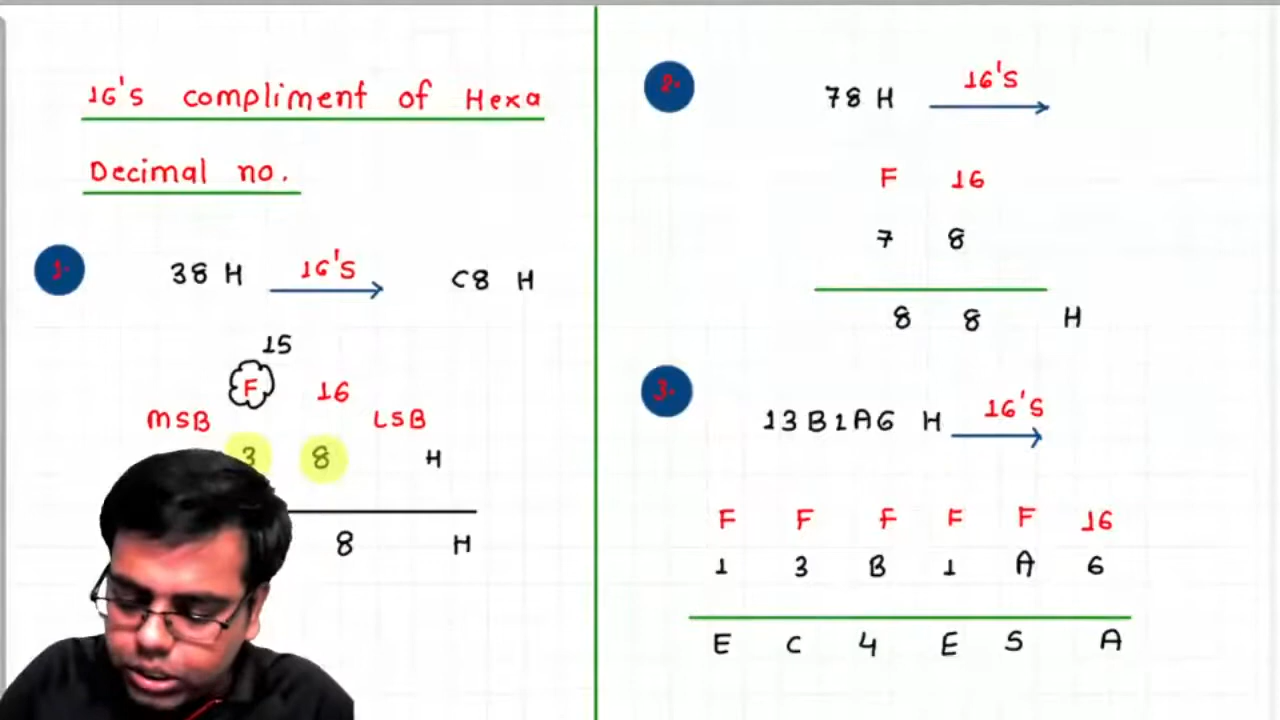 16's compliment of Hexa
Decimal no.
1.
38 H 16's C8 H
15
F 16
MSB LSB
3 8 H
8 H
2.
78 H 16's
F 16
7 8
8 8 H
3.
13B1A6 H 16's
F F F F F 16
1 3 B 1 A 6
E C 4 E 5 A